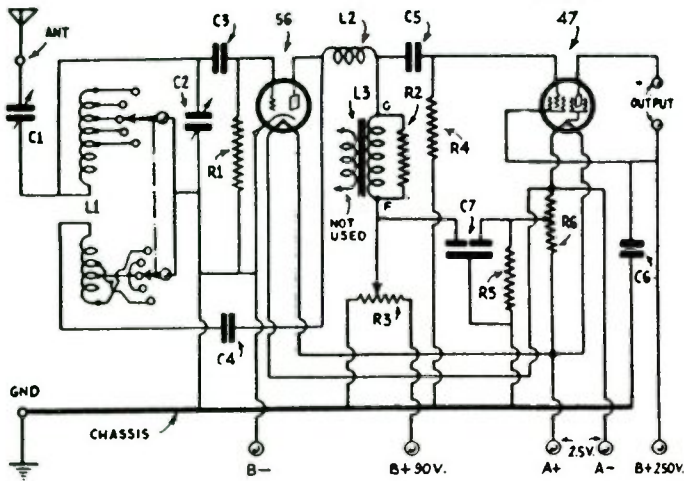 ANT
C1
L1
C2
C3
R1
56
L2
C5
47
L3
G
R2
F
NOT
USED
R4
C7
R5
R6
OUTPUT
C6
R3
C4
GND
CHASSIS
B-
B+ 90V.
A+
2.5V.
A-
B+250V.